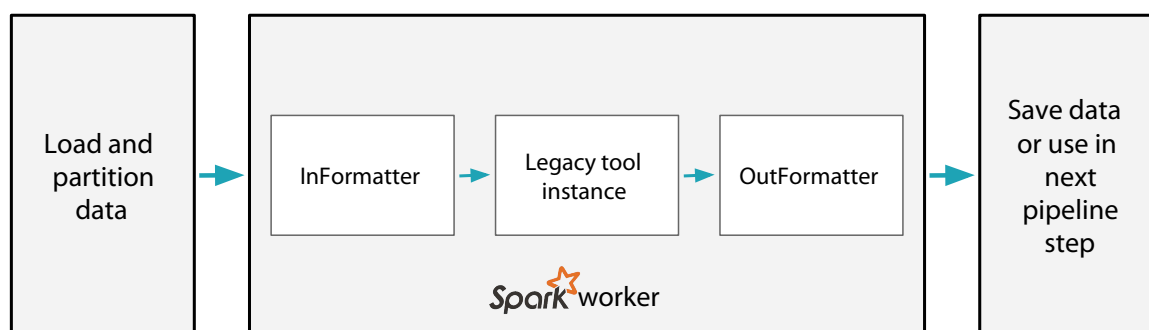 Load and
partition
data
InFormatter
Legacy tool
instance
OutFormatter
Spark worker
Save data
or use in
next
pipeline
step